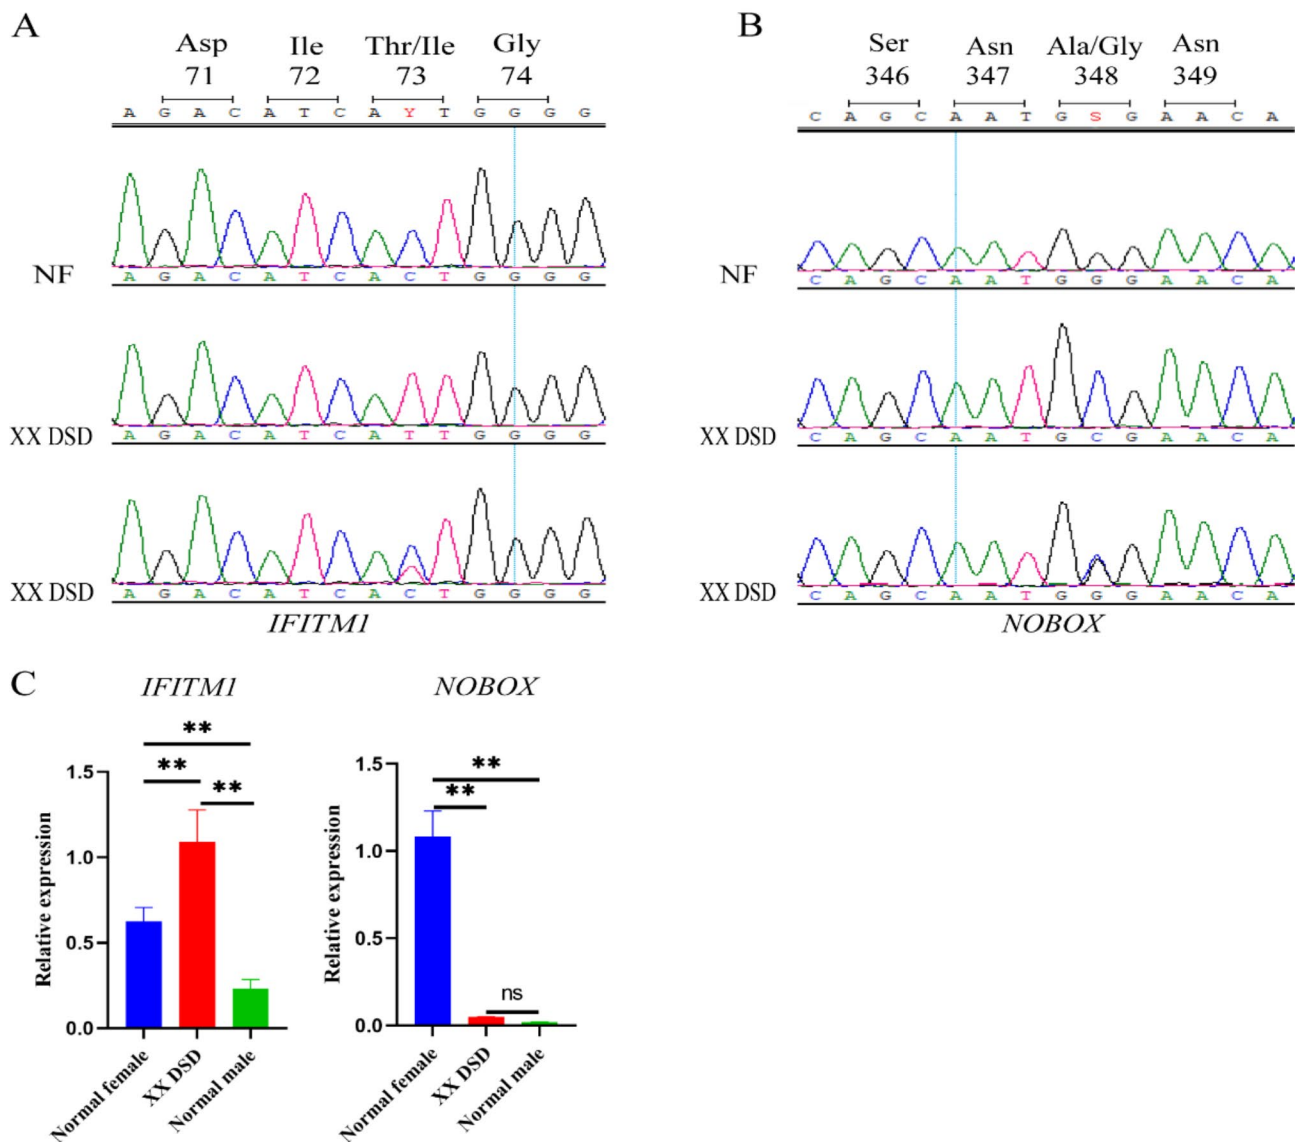 A
Asp Ile Thr/Ile Gly
71 72 73 74
A G A C A T C A Y T G G G G
NF
A G A C A T C A C T G G G G
XX DSD
A G A C A T C A T T G G G G
XX DSD
A G A C A T C A C T G G G G
IFITM1
B
Ser Asn Ala/Gly Asn
346 347 348 349
C A G C A A T G S G A A C A
NF
C A G C A A T G G G A A C A
XX DSD
C A G C A A T G C G A A C A
XX DSD
C A G C A A T G G G A A C A
NOBOX
C
IFITM1
**
**
**
Relative expression
1.5
1.0
0.5
0.0
Normal female
XX DSD
Normal male
NOBOX
**
**
ns
Relative expression
1.5
1.0
0.5
0.0
Normal female
XX DSD
Normal male